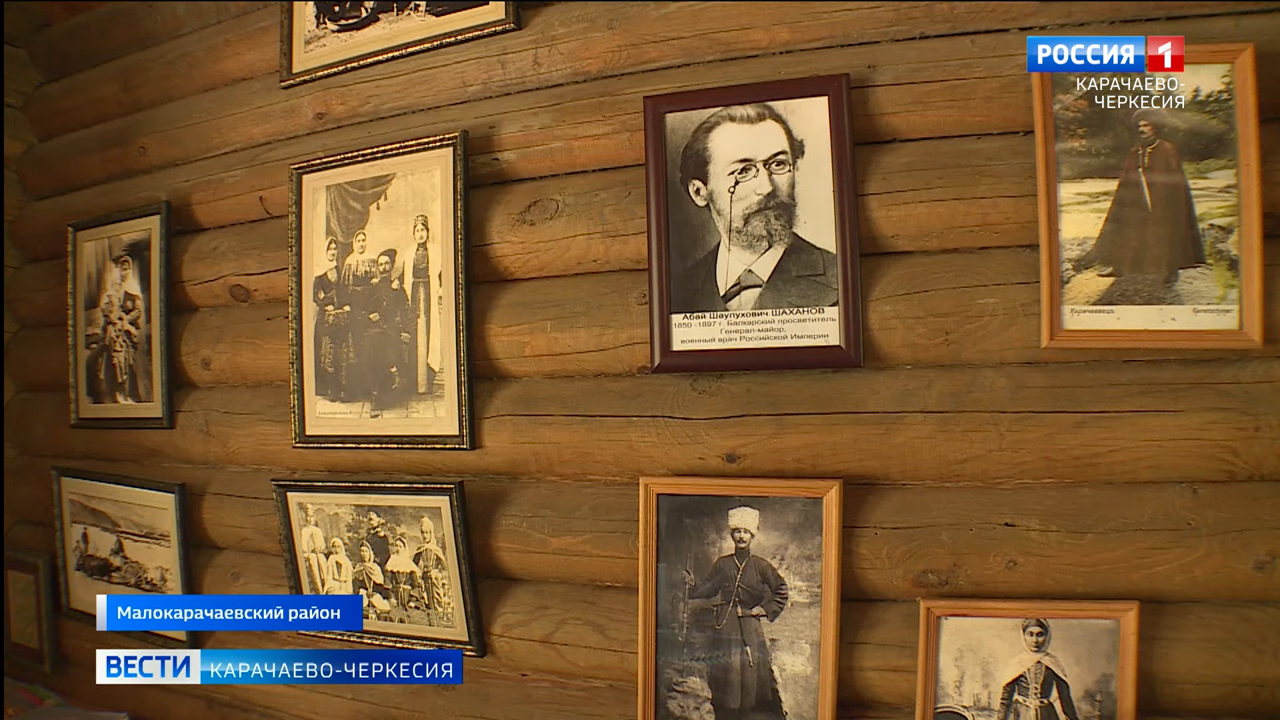 РОССИЯ 1
КАРАЧАЕВО-
ЧЕРКЕСИЯ
Абай Шаулухович ШАХАНОВ
1850 -1897 г. Балкарский просветитель
Генерал-майор,
военный врач Российской Империи
Малокарачаевский район
ВЕСТИ КАРАЧАЕВО-ЧЕРКЕСИЯ